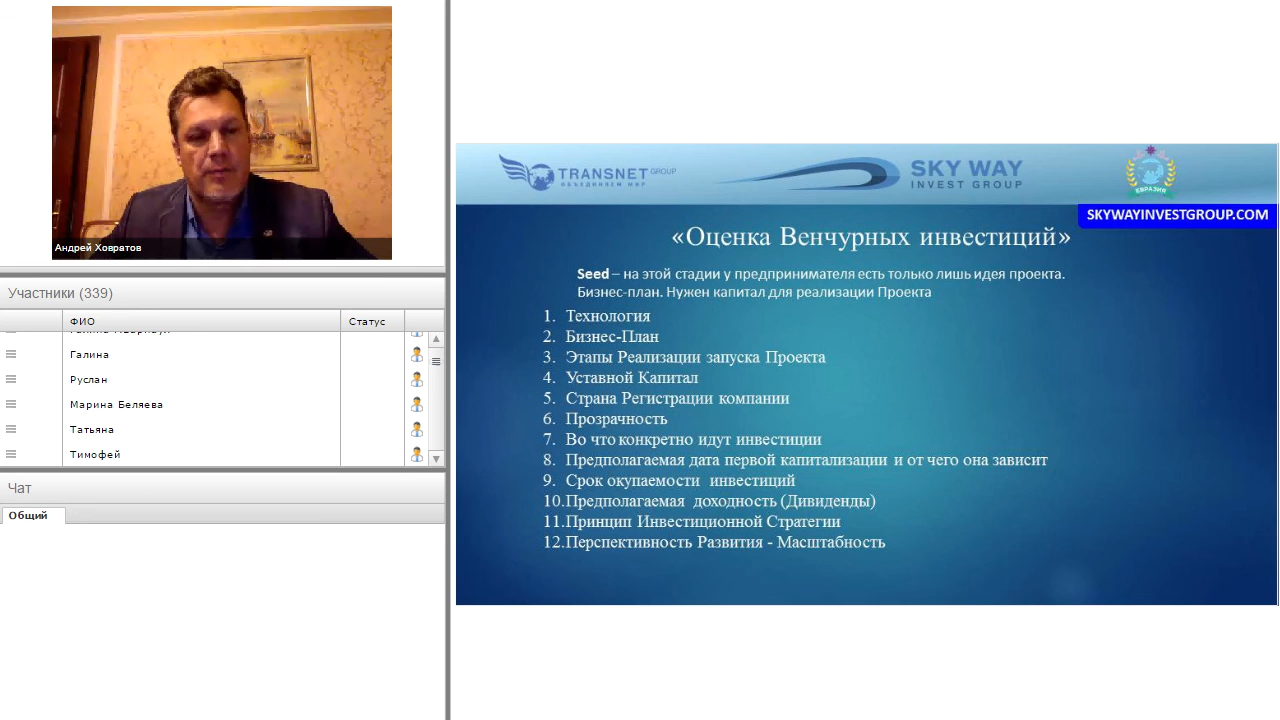 Андрей Ховратов
Участники (339)
ФИО
Статус
Галина
Руслан
Марина Беляева
Татьяна
Тимофей
Чат
Общий
TRANSNET GROUP
ОБЪЕДИНЯЕМ МИР
SKY WAY
INVEST GROUP
ЕВРАЗИЯ
SKYWAYINVESTGROUP.COM
«Оценка Венчурных инвестиций»
Seed – на этой стадии у предпринимателя есть только лишь идея проекта.
Бизнес-план. Нужен капитал для реализации Проекта
1. Технология
2. Бизнес-План
3. Этапы Реализации запуска Проекта
4. Уставной Капитал
5. Страна Регистрации компании
6. Прозрачность
7. Во что конкретно идут инвестиции
8. Предполагаемая дата первой капитализации и от чего она зависит
9. Срок окупаемости инвестиций
10.Предполагаемая доходность (Дивиденды)
11.Принцип Инвестиционной Стратегии
12.Перспективность Развития - Масштабность